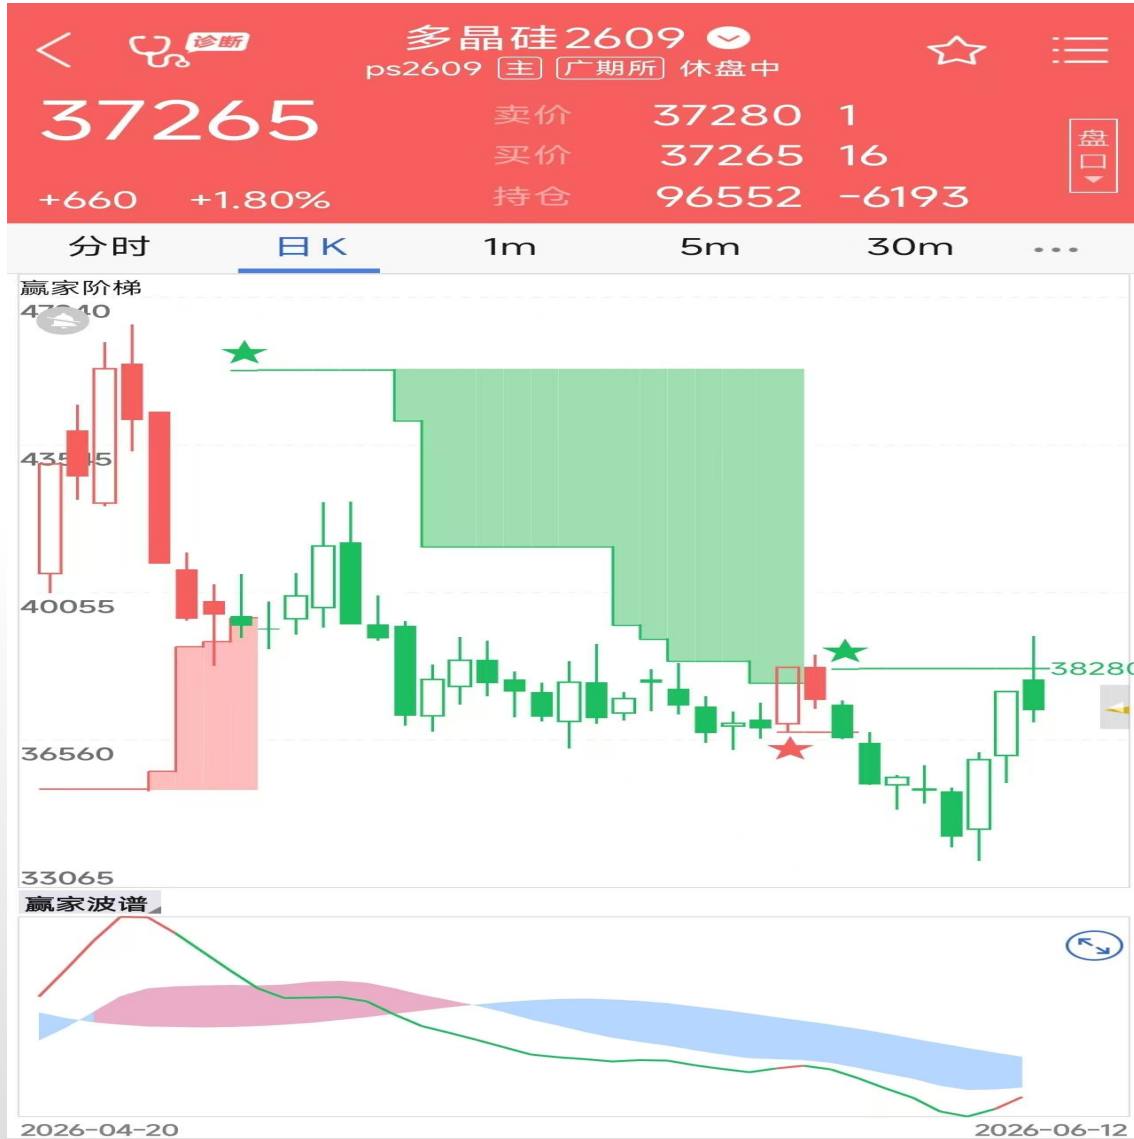 诊断
多晶硅2609
ps2609 主 广期所 休盘中
37265
+660 +1.80%
卖价 37280 1
买价 37265 16
持仓 96552 -6193
盘口
分时 日K 1m 5m 30m
赢家阶梯
43545
40055
38280
36560
33065
赢家波谱
2026-04-20 2026-06-12